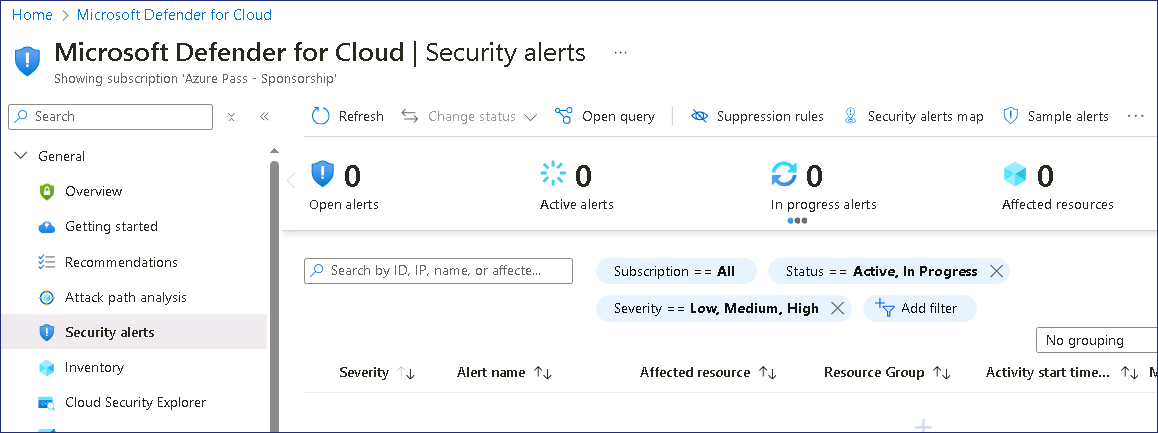 Home > Microsoft Defender for Cloud
Microsoft Defender for Cloud | Security alerts ...
Showing subscription 'Azure Pass - Sponsorship'
Search
Refresh Change status Open query Suppression rules Security alerts map Sample alerts ...
General
Overview
Getting started
Recommendations
Attack path analysis
Security alerts
Inventory
Cloud Security Explorer
0 0 0 0
Open alerts Active alerts In progress alerts Affected resources
Search by ID, IP, name, or affecte... Subscription == All Status == Active, In Progress
Severity == Low, Medium, High Add filter
No grouping
Severity Alert name Affected resource Resource Group Activity start time... M